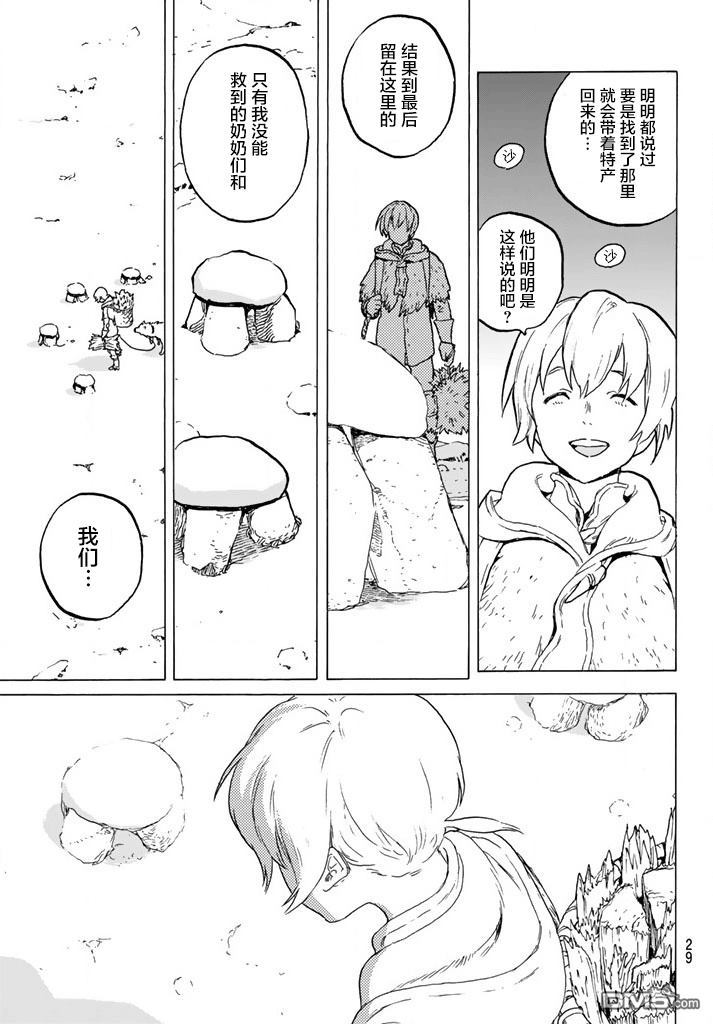 明明都说过
要是找到了那里
就会带着特产
回来的…
沙
沙
他们明明是
这样说的吧？
结果到最后
留在这里的
只有我没能
救到的奶奶们和
我们…
29
DM5.com